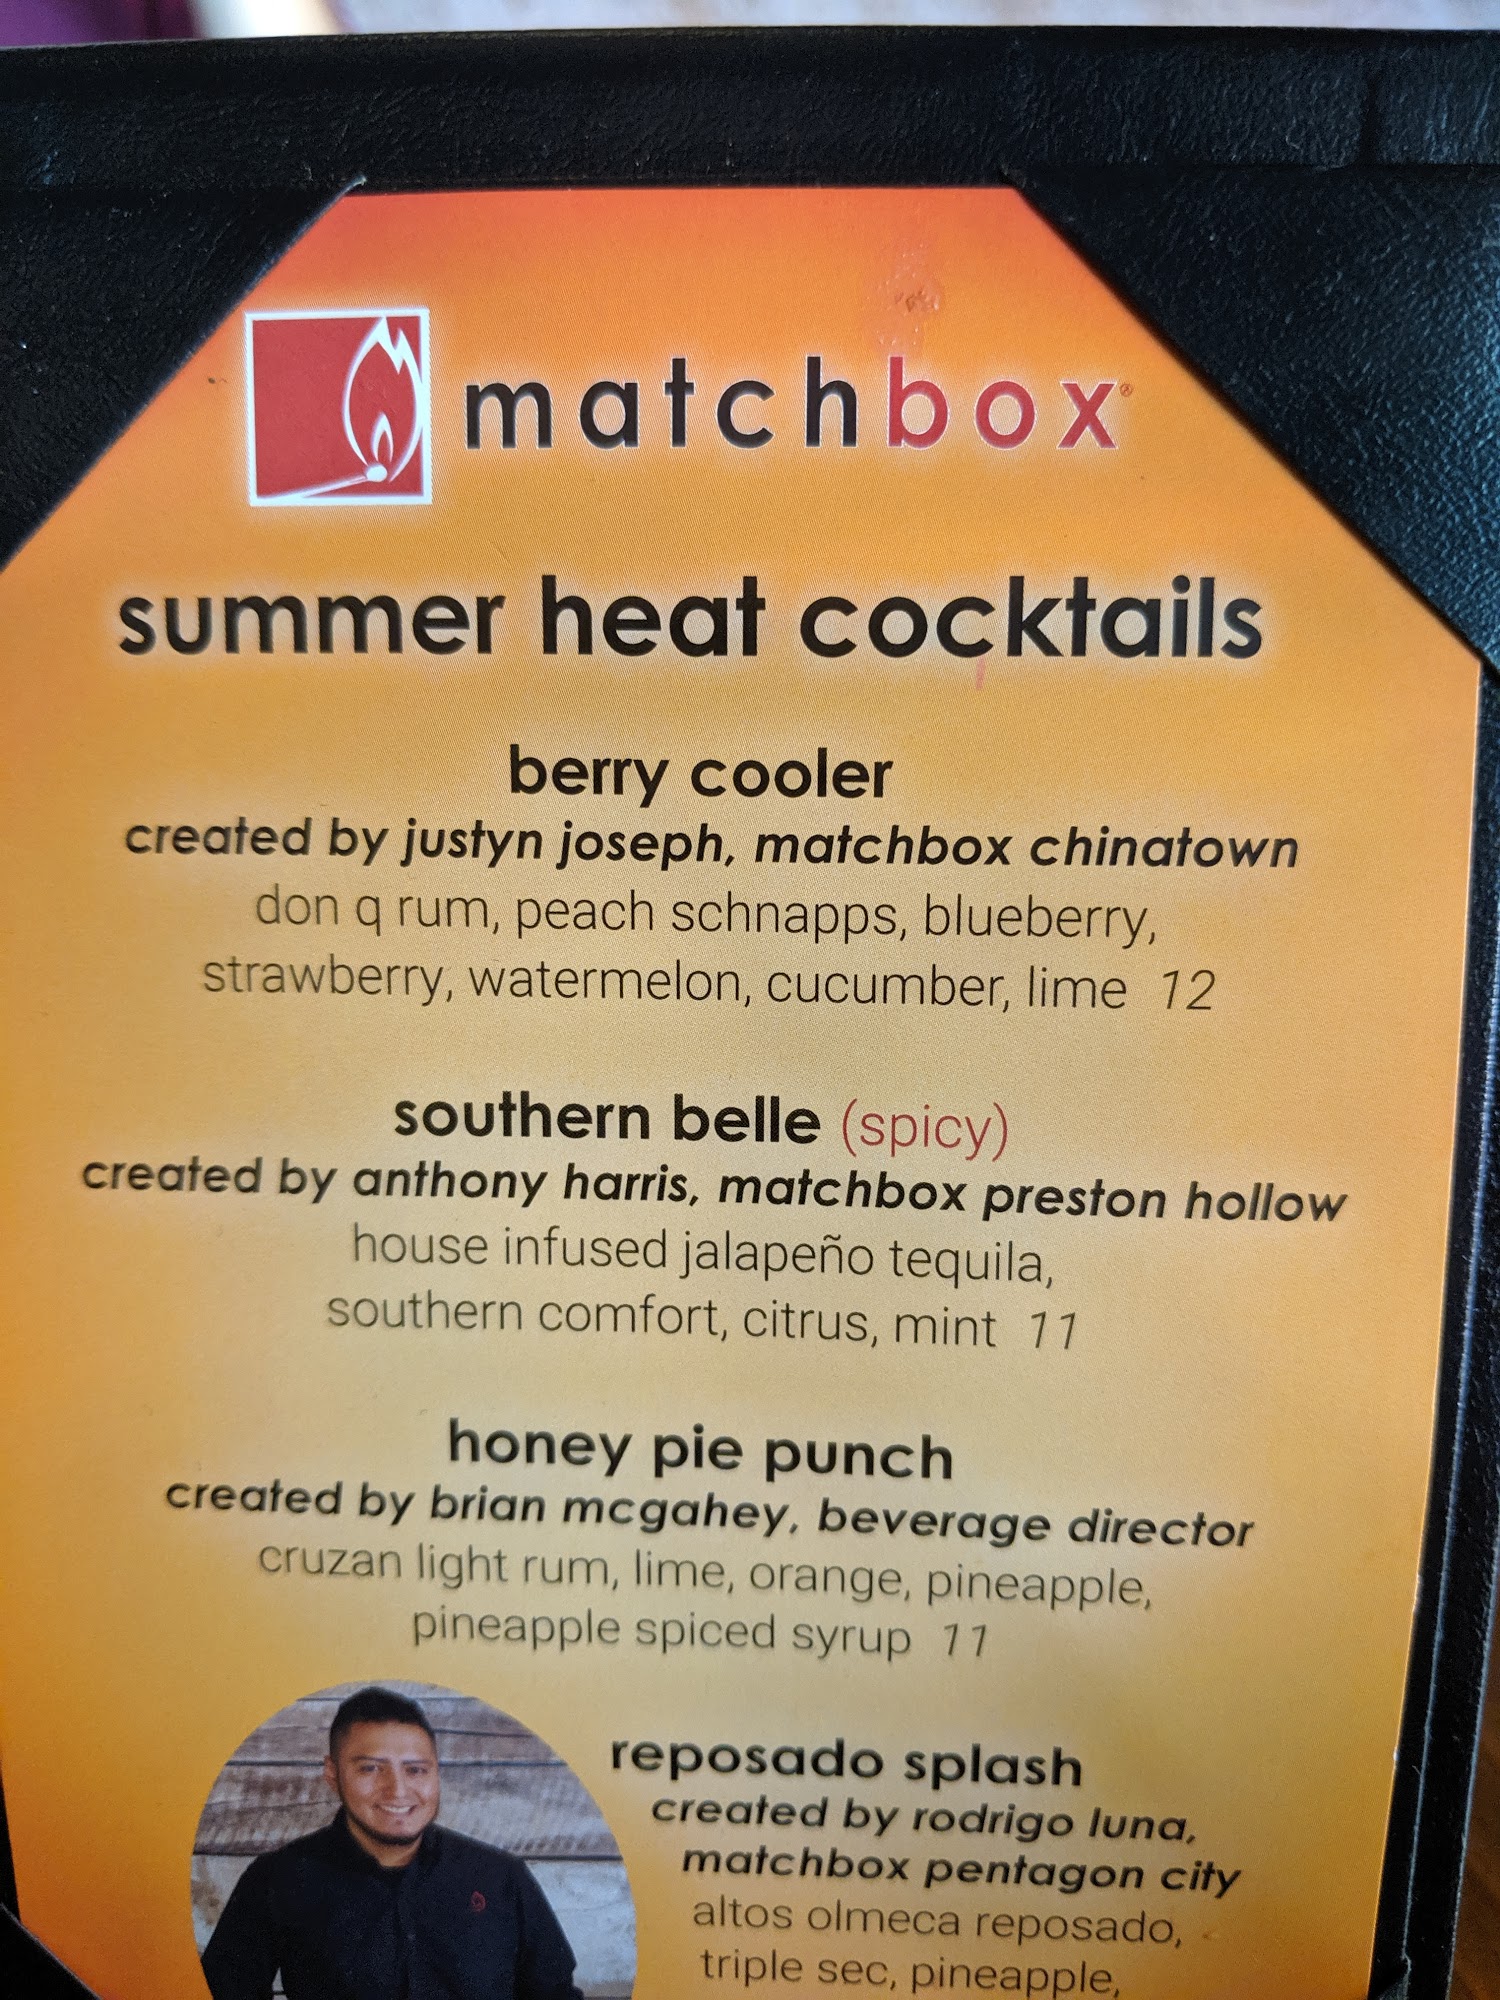 matchbox®
summer heat cocktails
berry cooler
created by justyn joseph, matchbox chinatown
don q rum, peach schnapps, blueberry,
strawberry, watermelon, cucumber, lime 12
southern belle (spicy)
created by anthony harris, matchbox preston hollow
house infused jalapeño tequila,
southern comfort, citrus, mint 11
honey pie punch
created by brian mcgahey, beverage director
cruzan light rum, lime, orange, pineapple,
pineapple spiced syrup 11
reposado splash
created by rodrigo luna,
matchbox pentagon city
altos olmeca reposado,
triple sec, pineapple,